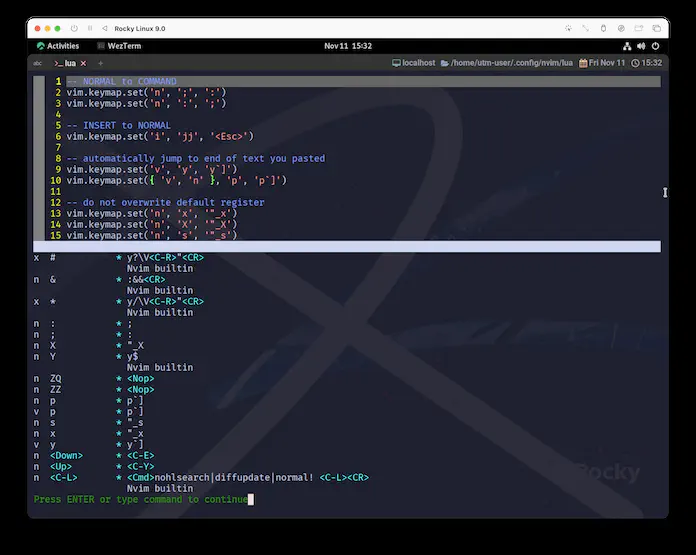 Rocky Linux 9.0
Activities WezTerm Nov 11 15:32
lua localhost /home/utm-user/.config/nvim/lua Fri Nov 11 15:32
1 -- NORMAL to COMMAND
2 vim.keymap.set('n', ';', ':')
3 vim.keymap.set('n', ':', ';')
4
5 -- INSERT to NORMAL
6 vim.keymap.set('i', 'jj', '<Esc>')
7
8 -- automatically jump to end of text you pasted
9 vim.keymap.set('v', 'y', 'y`]')
10 vim.keymap.set({ 'v', 'n' }, 'p', 'p`]')
11
12 -- do not overwrite default register
13 vim.keymap.set('n', 'x', '"_x')
14 vim.keymap.set('n', 'X', '"_X')
15 vim.keymap.set('n', 's', '"_s')
x # * y?\V<C-R>"<CR>
Nvim builtin
n & * :&&<CR>
Nvim builtin
x * * y/\V<C-R>"<CR>
Nvim builtin
n : * ;
n ; * :
n X * "_X
n Y * y$
Nvim builtin
n ZQ * <Nop>
n ZZ * <Nop>
n p * p`]
v p * p`]
n s * "_s
n x * "_x
v y * y`]
n <Down> * <C-E>
n <Up> * <C-Y>
n <C-L> * <Cmd>nohlsearch|diffupdate|normal! <C-L><CR>
Nvim builtin
Rocky
Press ENTER or type command to continue